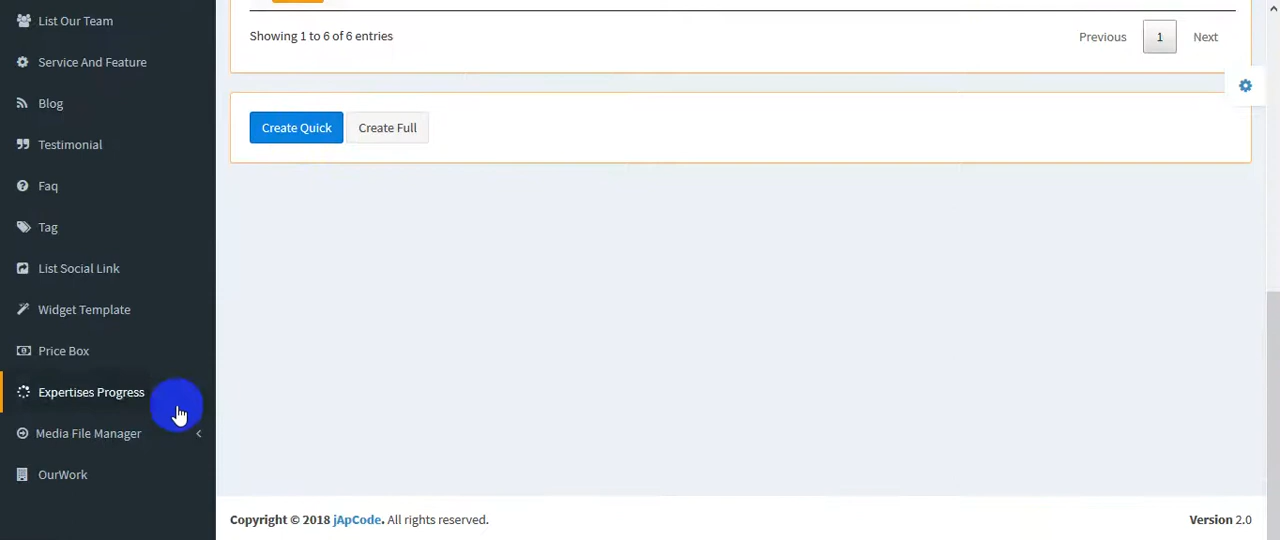 List Our Team
Service And Feature
Blog
Testimonial
Faq
Tag
List Social Link
Widget Template
Price Box
Expertises Progress
Media File Manager
OurWork
Showing 1 to 6 of 6 entries
Previous 1 Next
Create Quick Create Full
Copyright © 2018 jApCode. All rights reserved.
Version 2.0